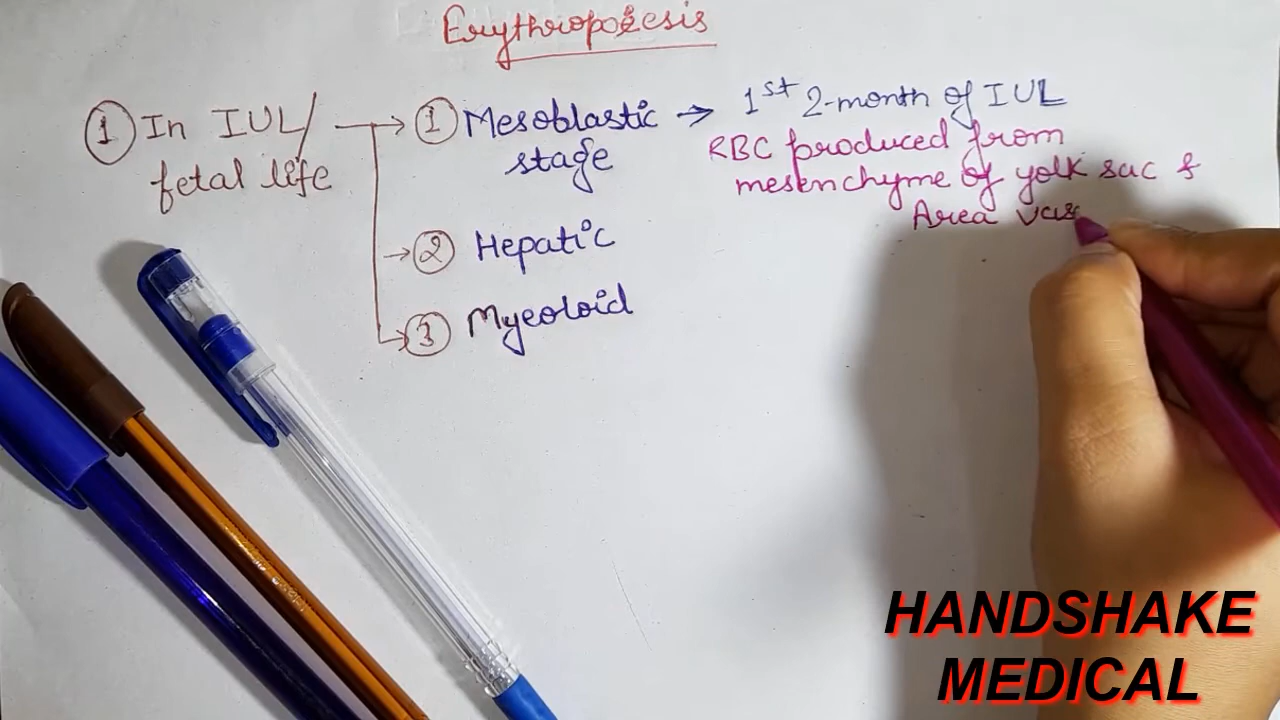 Erythropoiesis
① In IUL/ → ① Mesoblastic → 1st 2-month of IUL
fetal life
stage
RBC produced from
mesenchyme of yolk sac &
Area vas
→ ② Hepatic
→ ③ Myeoloid
HANDSHAKE
MEDICAL